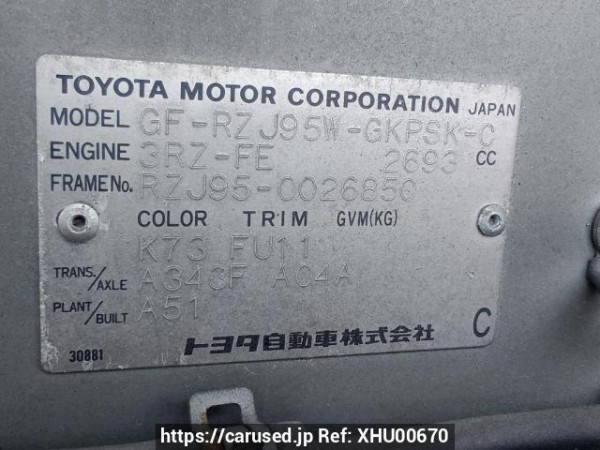 TOYOTA MOTOR CORPORATION JAPAN
MODEL GF-RZJ95W-GKPSK-C
ENGINE 3RZ-FE 2693 CC
FRAME No. RZJ95-0026850
COLOR TRIM GVM(KG)
K73 FU11
TRANS./AXLE A343F A04A
PLANT/BUILT A51
30881 トヨタ自動車株式会社 C
https://carused.jp Ref: XHU00670